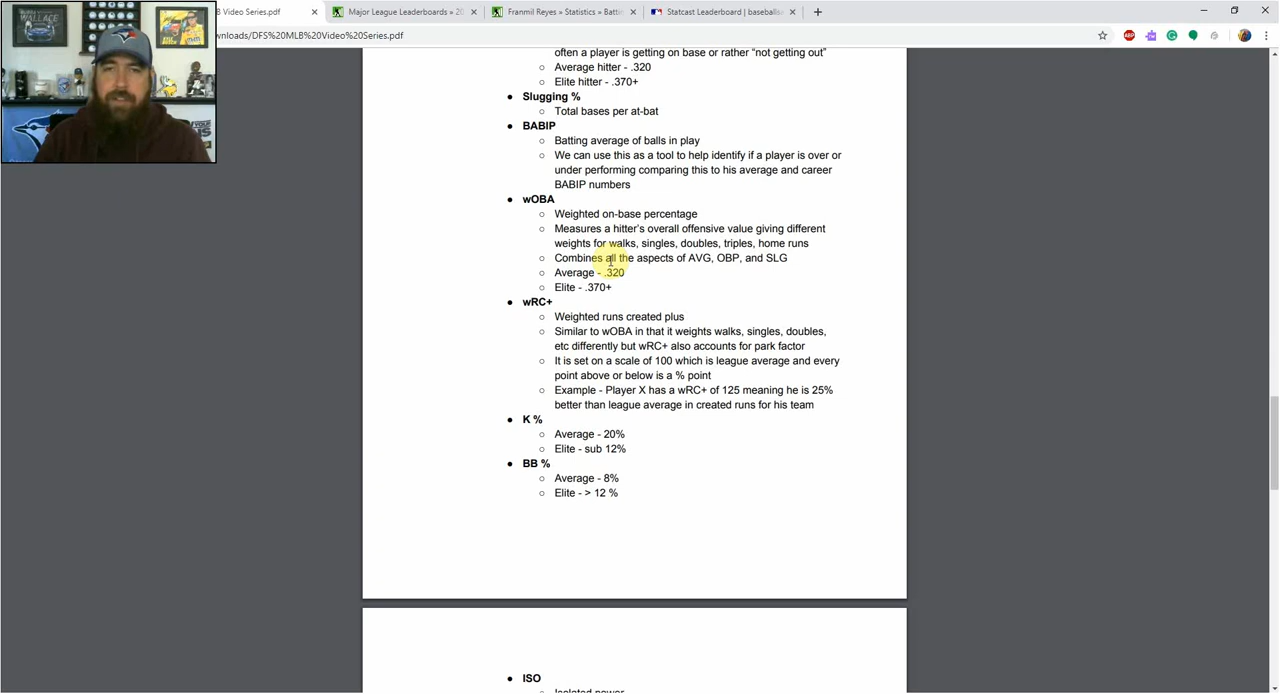 B Video Series.pdf
Major League Leaderboards » 20
Franmil Reyes » Statistics » Batti
Statcast Leaderboard | baseballs
wnloads/DFS%20MLB%20Video%20Series.pdf
ABP
WALLACE
often a player is getting on base or rather “not getting out”
○ Average hitter - .320
○ Elite hitter - .370+
● Slugging %
○ Total bases per at-bat
● BABIP
○ Batting average of balls in play
○ We can use this as a tool to help identify if a player is over or
under performing comparing this to his average and career
BABIP numbers
● wOBA
○ Weighted on-base percentage
○ Measures a hitter’s overall offensive value giving different
weights for walks, singles, doubles, triples, home runs
○ Combines all the aspects of AVG, OBP, and SLG
○ Average - .320
○ Elite - .370+
● wRC+
○ Weighted runs created plus
○ Similar to wOBA in that it weights walks, singles, doubles,
etc differently but wRC+ also accounts for park factor
○ It is set on a scale of 100 which is league average and every
point above or below is a % point
○ Example - Player X has a wRC+ of 125 meaning he is 25%
better than league average in created runs for his team
● K %
○ Average - 20%
○ Elite - sub 12%
● BB %
○ Average - 8%
○ Elite - > 12 %
● ISO
○ Isolated power